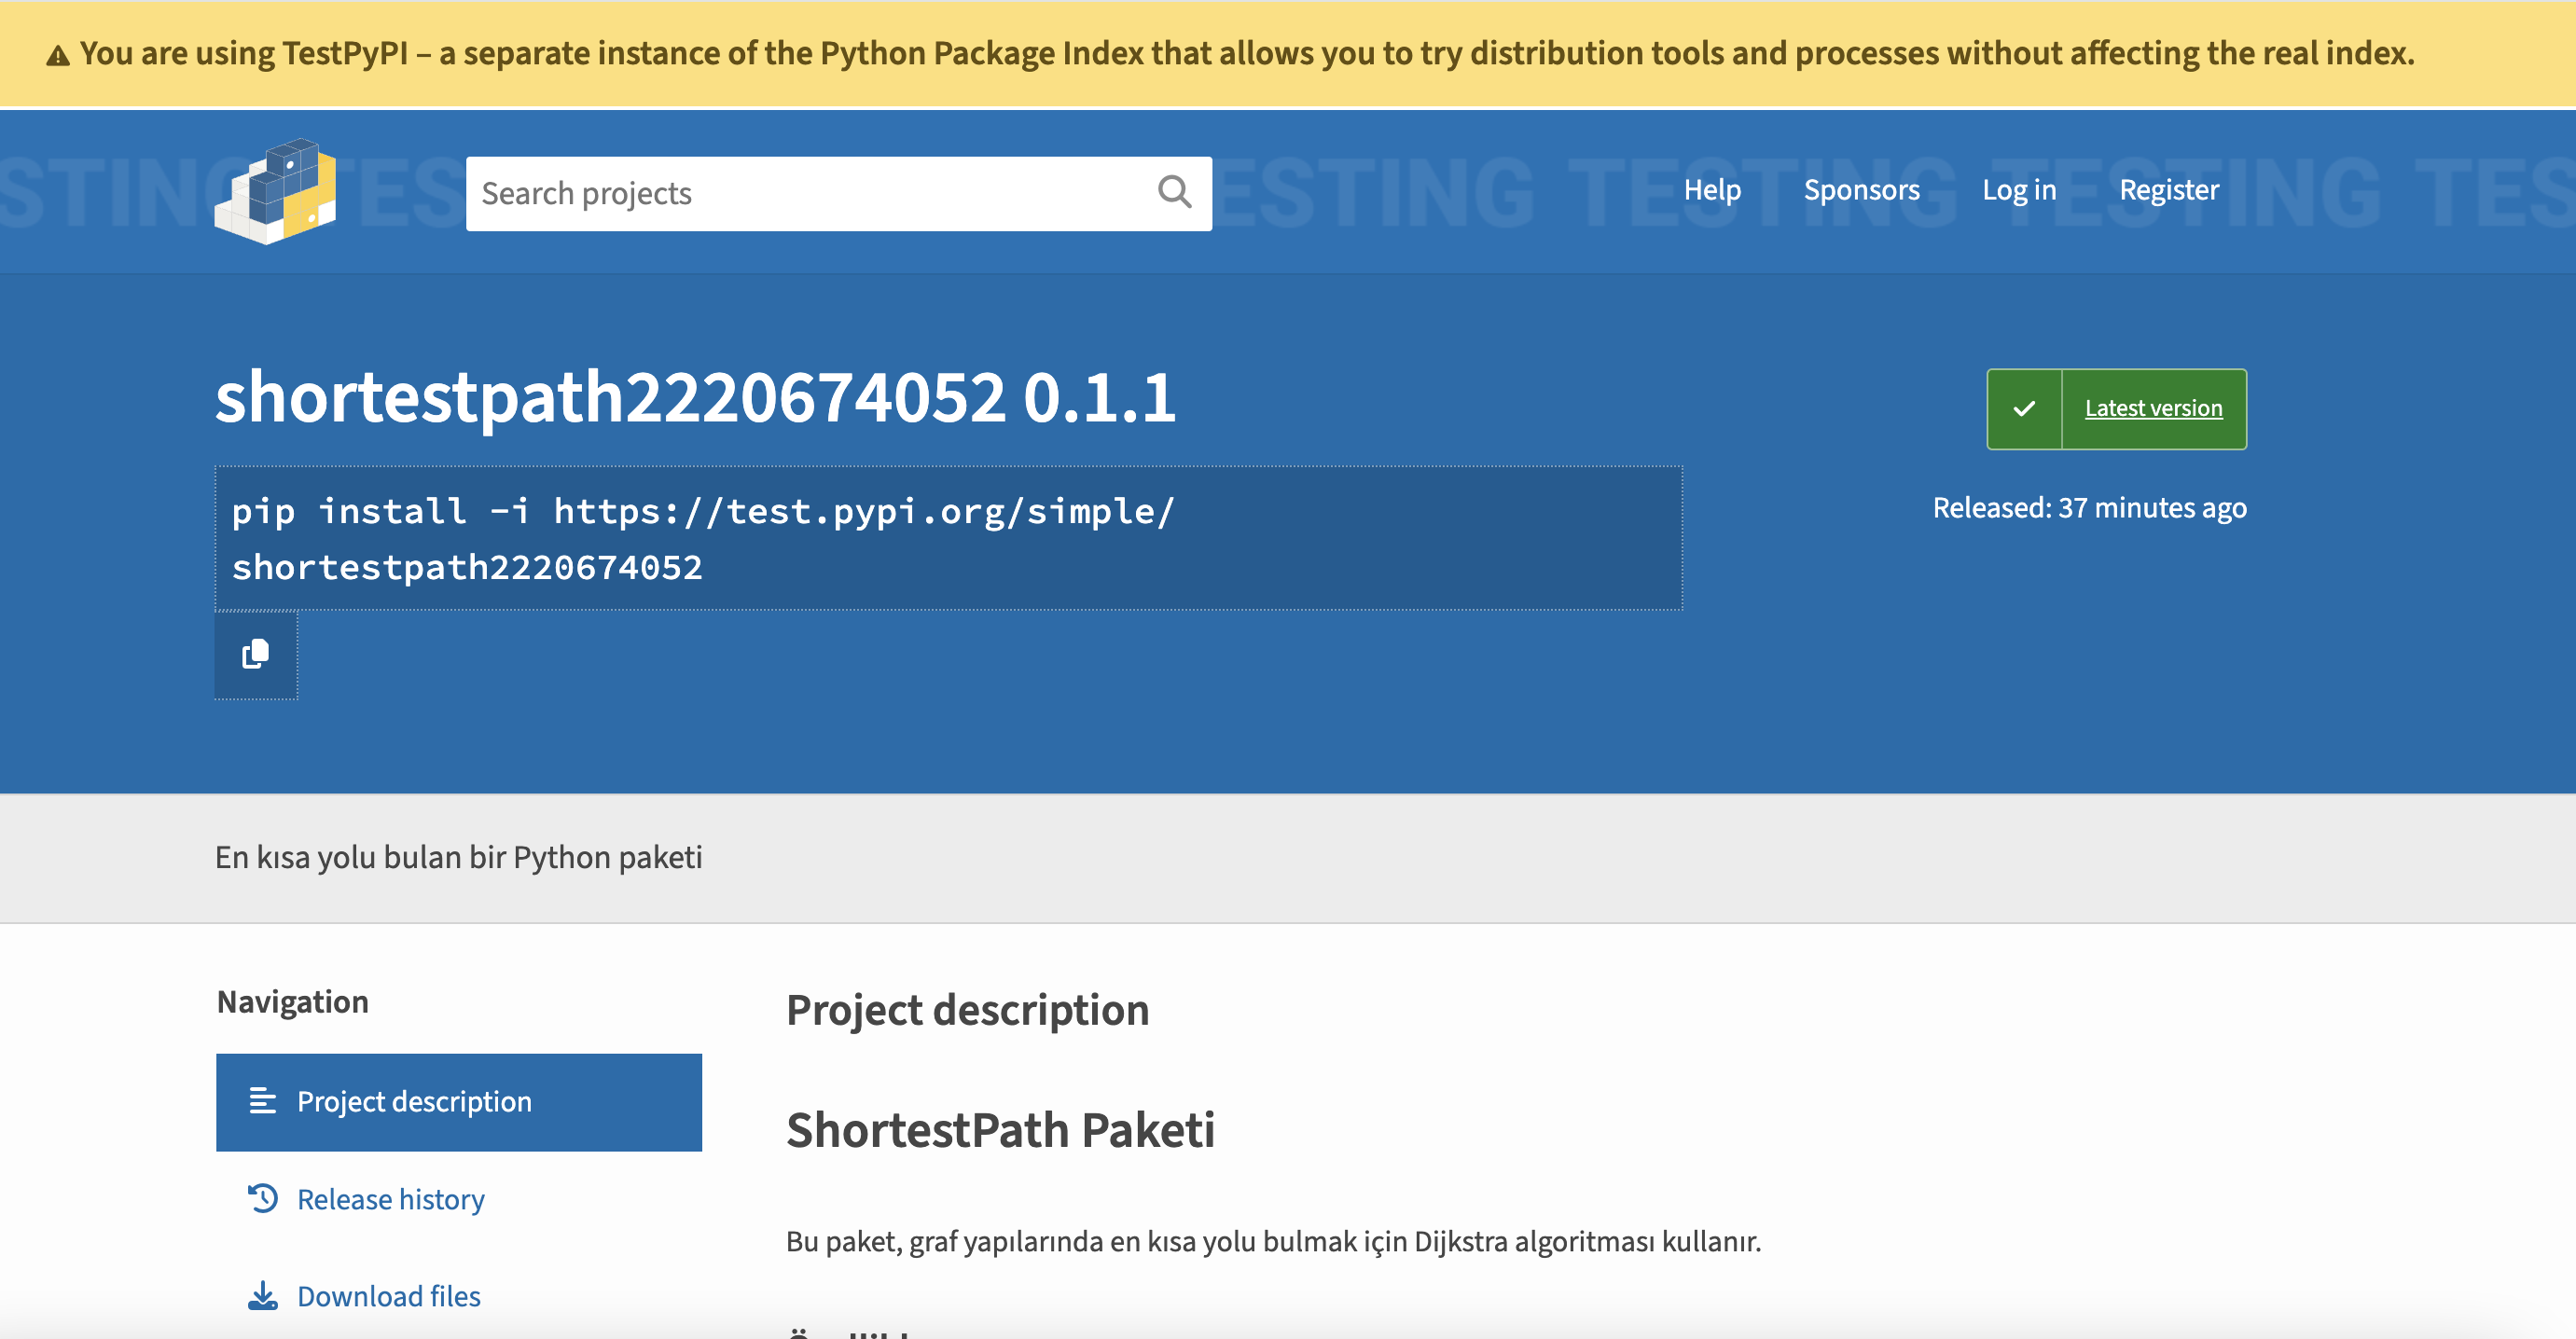 You are using TestPyPI – a separate instance of the Python Package Index that allows you to try distribution tools and processes without affecting the real index.
TESTING TESTING TESTING
Search projects
Help
Sponsors
Log in
Register
shortestpath2220674052 0.1.1
Latest version
pip install -i https://test.pypi.org/simple/
shortestpath2220674052
Released: 37 minutes ago
En kısa yolu bulan bir Python paketi
Navigation
Project description
Release history
Download files
Project description
ShortestPath Paketi
Bu paket, graf yapılarında en kısa yolu bulmak için Dijkstra algoritması kullanır.